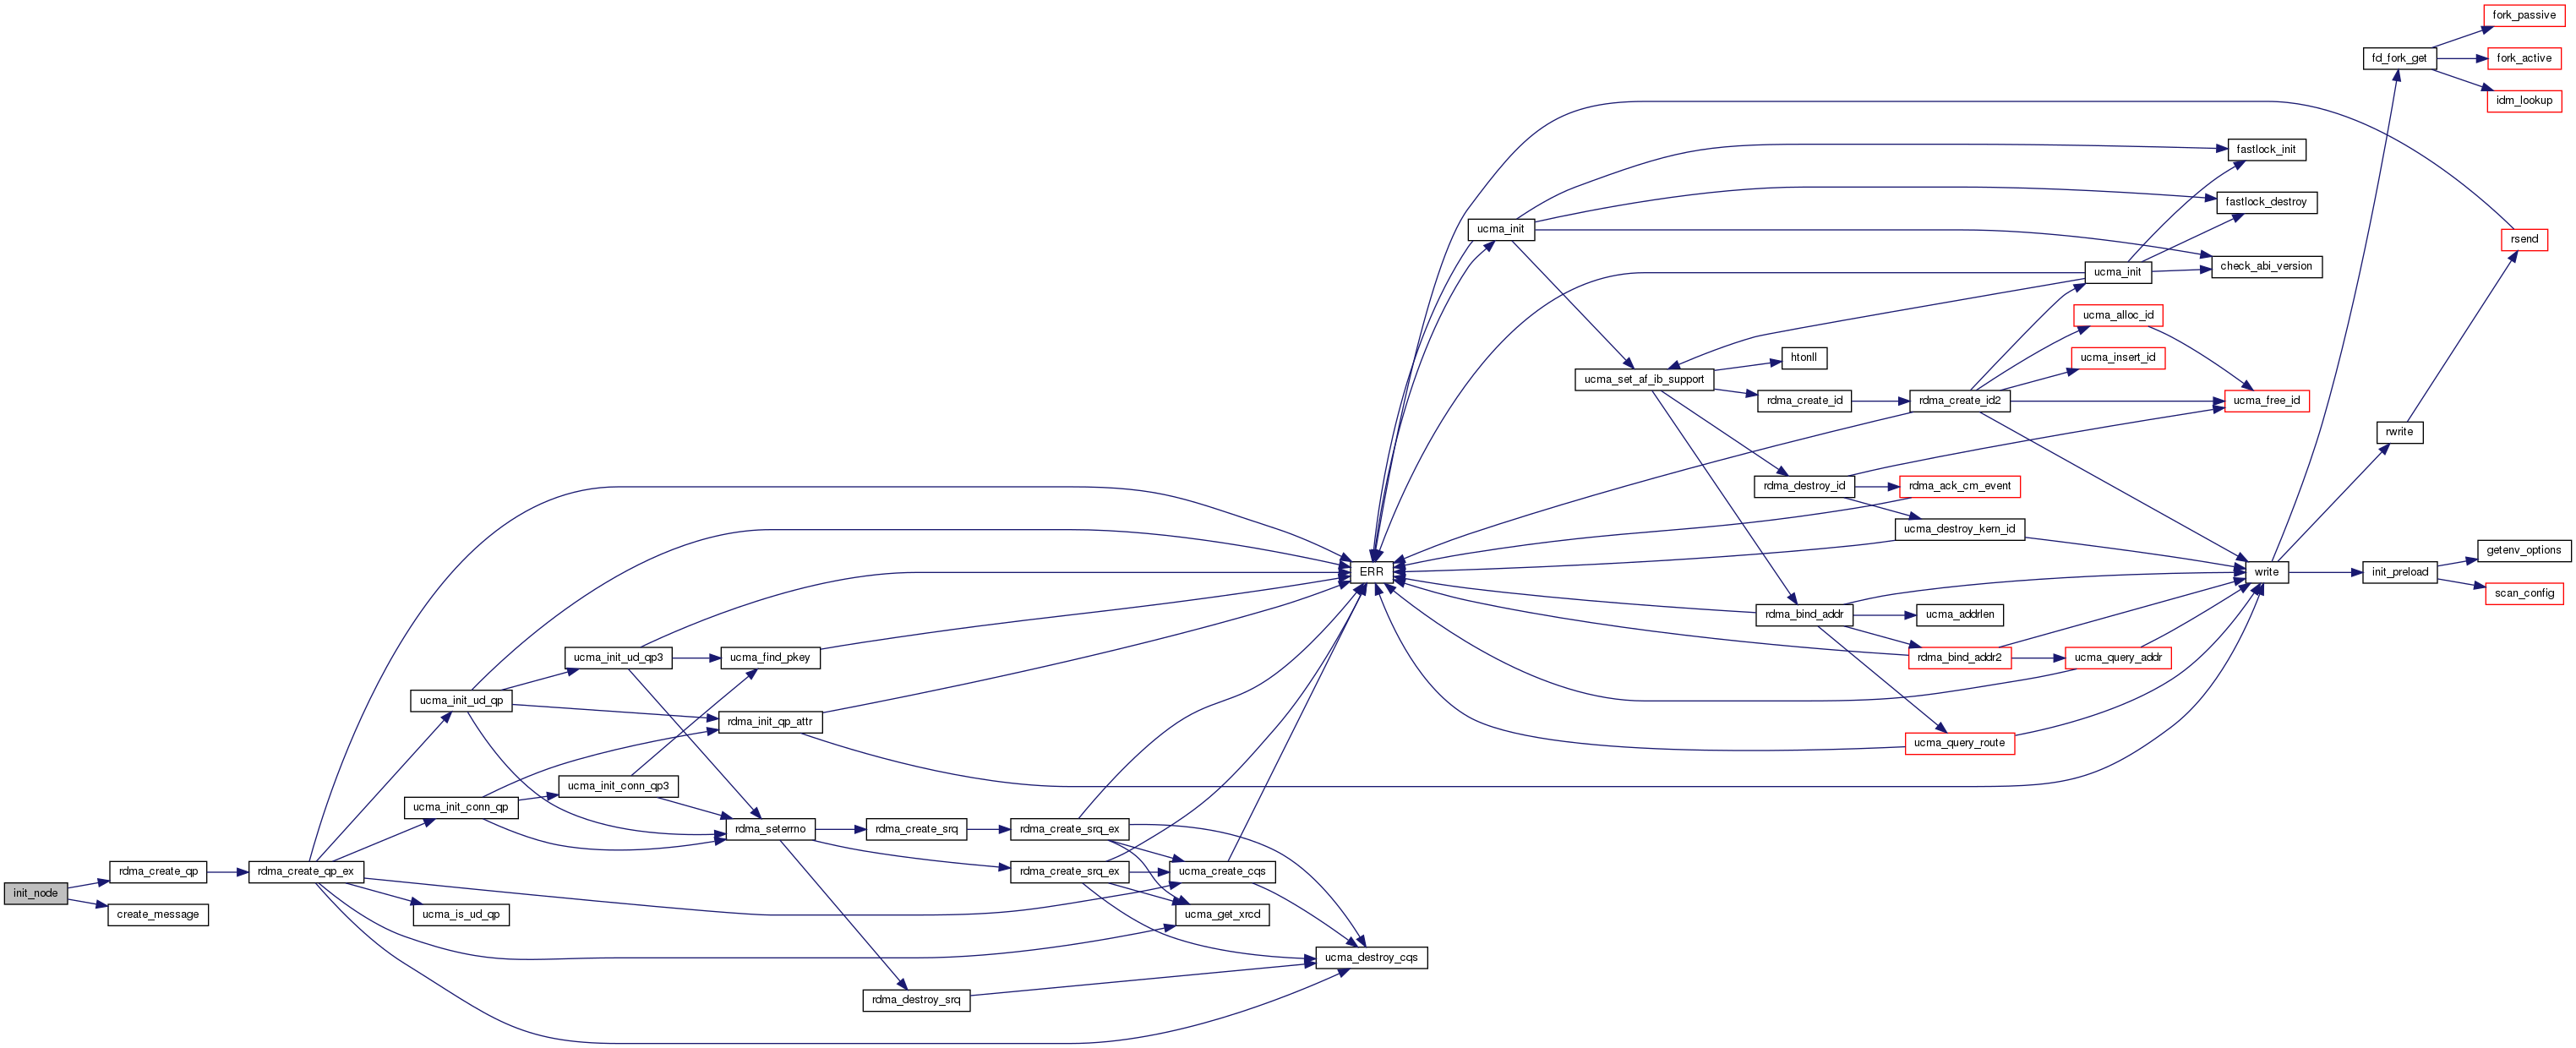 init_node
rdma_create_qp
create_message
rdma_create_qp_ex
ucma_init_ud_qp
ucma_init_conn_qp
ucma_is_ud_qp
ucma_init_ud_qp3
ucma_init_conn_qp3
ucma_find_pkey
rdma_init_qp_attr
rdma_seterrno
rdma_create_srq
rdma_destroy_srq
rdma_create_srq_ex
rdma_create_srq_ex
ucma_create_cqs
ucma_get_xrcd
ucma_destroy_cqs
ERR
ucma_init
ucma_set_af_ib_support
htonll
rdma_create_id
rdma_destroy_id
rdma_bind_addr
rdma_create_id2
rdma_ack_cm_event
ucma_destroy_kern_id
ucma_addrlen
rdma_bind_addr2
ucma_query_route
ucma_init
ucma_alloc_id
ucma_insert_id
ucma_query_addr
fastlock_init
fastlock_destroy
check_abi_version
ucma_free_id
write
fd_fork_get
rwrite
init_preload
fork_passive
fork_active
idm_lookup
rsend
getenv_options
scan_config